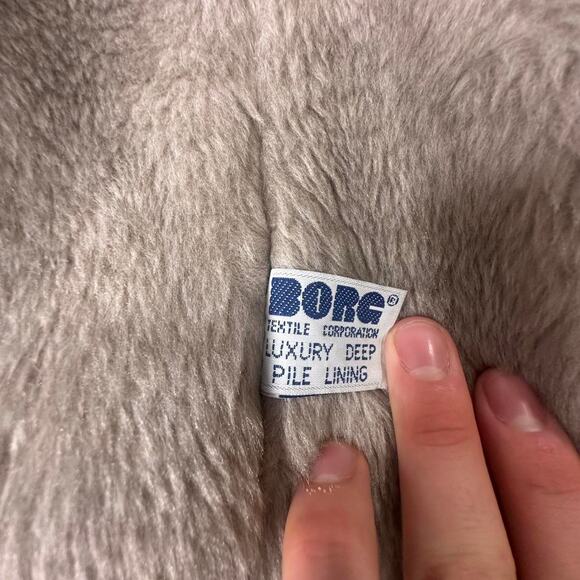 BORG®
TEXTILE CORPORATION
LUXURY DEEP
PILE LINING